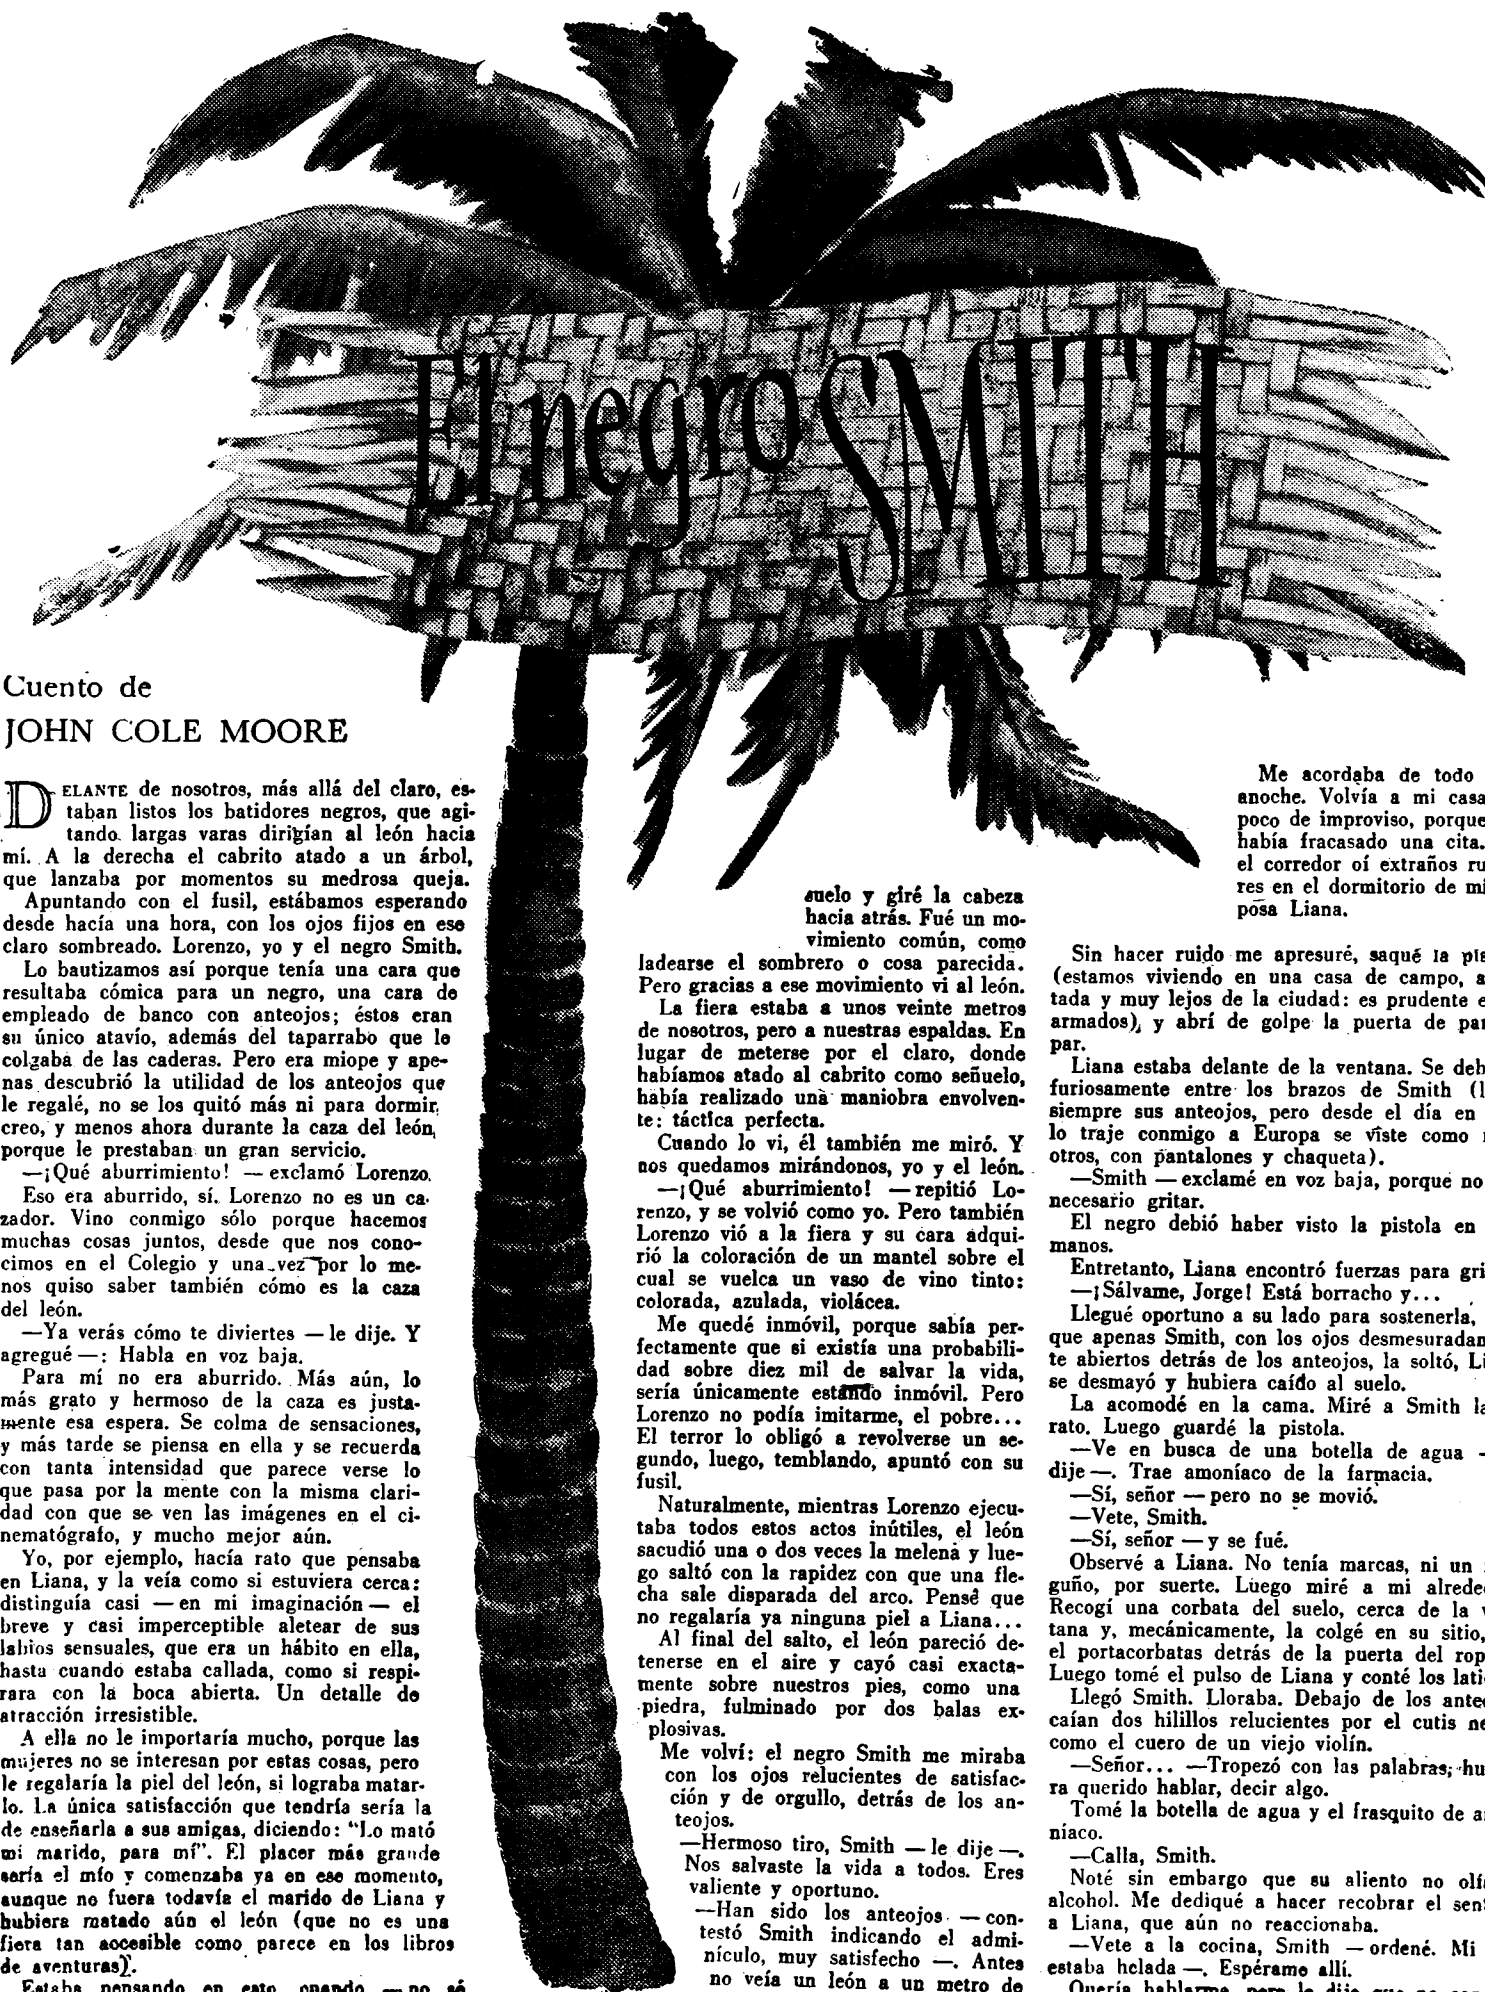 El negro SMITH
Cuento de
JOHN COLE MOORE
DELANTE de nosotros, más allá del claro, es-
taban listos los batidores negros, que agi-
tando largas varas dirigían al león hacia
mí. A la derecha el cabrito atado a un árbol,
que lanzaba por momentos su medrosa queja.
Apuntando con el fusil, estábamos esperando
desde hacía una hora, con los ojos fijos en ese
claro sombreado. Lorenzo, yo y el negro Smith.
Lo bautizamos así porque tenía una cara que
resultaba cómica para un negro, una cara de
empleado de banco con anteojos; éstos eran
su único atavío, además del taparrabo que le
colgaba de las caderas. Pero era miope y ape-
nas descubrió la utilidad de los anteojos que
le regalé, no se los quitó más ni para dormir,
creo, y menos ahora durante la caza del león,
porque le prestaban un gran servicio.
—¡Qué aburrimiento! —exclamó Lorenzo.
Eso era aburrido, sí. Lorenzo no es un ca-
zador. Vino conmigo sólo porque hacemos
muchas cosas juntos, desde que nos cono-
cimos en el Colegio y una vez por lo me-
nos quiso saber también cómo es la caza
del león.
—Ya verás cómo te diviertes —le dije. Y
agregué—: Habla en voz baja.
Para mí no era aburrido. Más aún, lo
más grato y hermoso de la caza es justa-
mente esa espera. Se colma de sensaciones,
y más tarde se piensa en ella y se recuerda
con tanta intensidad que parece verse lo
que pasa por la mente con la misma clari-
dad con que se ven las imágenes en el ci-
nematógrafo, y mucho mejor aún.
Yo, por ejemplo, hacía rato que pensaba
en Liana, y la veía como si estuviera cerca:
distinguía casi —en mi imaginación— el
breve y casi imperceptible aletear de sus
labios sensuales, que era un hábito en ella,
hasta cuando estaba callada, como si respi-
rara con la boca abierta. Un detalle de
atracción irresistible.
A ella no le importaría mucho, porque las
mujeres no se interesan por estas cosas, pero
le regalaría la piel del león, si lograba matar-
lo. La única satisfacción que tendría sería la
de enseñarla a sus amigas, diciendo: "Lo mató
mi marido, para mí". El placer más grande
sería el mío y comenzaba ya en ese momento,
aunque no fuera todavía el marido de Liana y
hubiera matado aún el león (que no es una
fiera tan accesible como parece en los libros
de aventuras).
Estaba pensando en esto, cuando —no sé
suelo y giré la cabeza
hacia atrás. Fué un mo-
vimiento común, como
ladearse el sombrero o cosa parecida.
Pero gracias a ese movimiento vi al león.
La fiera estaba a unos veinte metros
de nosotros, pero a nuestras espaldas. En
lugar de meterse por el claro, donde
habíamos atado al cabrito como señuelo,
había realizado una maniobra envolven-
te: táctica perfecta.
Cuando lo vi, él también me miró. Y
nos quedamos mirándonos, yo y el león.
—¡Qué aburrimiento! —repitió Lo-
renzo, y se volvió como yo. Pero también
Lorenzo vió a la fiera y su cara adqui-
rió la coloración de un mantel sobre el
cual se vuelca un vaso de vino tinto:
colorada, azulada, violácea.
Me quedé inmóvil, porque sabía per-
fectamente que si existía una probabili-
dad sobre diez mil de salvar la vida,
sería únicamente estando inmóvil. Pero
Lorenzo no podía imitarme, el pobre...
El terror lo obligó a revolverse un se-
gundo, luego, temblando, apuntó con su
fusil.
Naturalmente, mientras Lorenzo ejecu-
taba todos estos actos inútiles, el león
sacudió una o dos veces la melena y lue-
go saltó con la rapidez con que una fle-
cha sale disparada del arco. Pensé que
no regalaría ya ninguna piel a Liana...
Al final del salto, el león pareció de-
tenerse en el aire y cayó casi exacta-
mente sobre nuestros pies, como una
piedra, fulminado por dos balas ex-
plosivas.
Me volví: el negro Smith me miraba
con los ojos relucientes de satisfac-
ción y de orgullo, detrás de los an-
teojos.
—Hermoso tiro, Smith —le dije—.
Nos salvaste la vida a todos. Eres
valiente y oportuno.
—Han sido los anteojos —con-
testó Smith indicando el admi-
nículo, muy satisfecho—. Antes
no veía un león a un metro de
Me acordaba de todo
anoche. Volvía a mi casa
poco de improviso, porque
había fracasado una cita.
el corredor oí extraños ru
res en el dormitorio de mi
posa Liana.
Sin hacer ruido me apresuré, saqué la pis
(estamos viviendo en una casa de campo, a
tada y muy lejos de la ciudad: es prudente e
armados), y abrí de golpe la puerta de par
par.
Liana estaba delante de la ventana. Se deb
furiosamente entre los brazos de Smith (l
siempre sus anteojos, pero desde el día en
lo traje conmigo a Europa se viste como
otros, con pantalones y chaqueta).
—Smith —exclamé en voz baja, porque no
necesario gritar.
El negro debió haber visto la pistola en
manos.
Entretanto, Liana encontró fuerzas para gri
—¡Sálvame, Jorge! Está borracho y...
Llegué oportuno a su lado para sostenerla,
que apenas Smith, con los ojos desmesuradam
te abiertos detrás de los anteojos, la soltó, Li
se desmayó y hubiera caído al suelo.
La acomodé en la cama. Miré a Smith la
rato. Luego guardé la pistola.
—Ve en busca de una botella de agua —
dije—. Trae amoníaco de la farmacia.
—Sí, señor —pero no se movió.
—Vete, Smith.
—Sí, señor —y se fué.
Observé a Liana. No tenía marcas, ni un
guño, por suerte. Luego miré a mi alrede
Recogí una corbata del suelo, cerca de la v
tana y, mecánicamente, la colgé en su sitio,
el portacorbatas detrás de la puerta del rop
Luego tomé el pulso de Liana y conté los lati
Llegó Smith. Lloraba. Debajo de los anteo
caían dos hilillos relucientes por el cutis ne
como el cuero de un viejo violín.
—Señor... —Tropezó con las palabras; hu
ra querido hablar, decir algo.
Tomé la botella de agua y el frasquito de a
níaco.
—Calla, Smith.
Noté sin embargo que su aliento no olí
alcohol. Me dediqué a hacer recobrar el sen
a Liana, que aún no reaccionaba.
—Vete a la cocina, Smith —ordené. Mi
estaba helada—. Espérame allí.